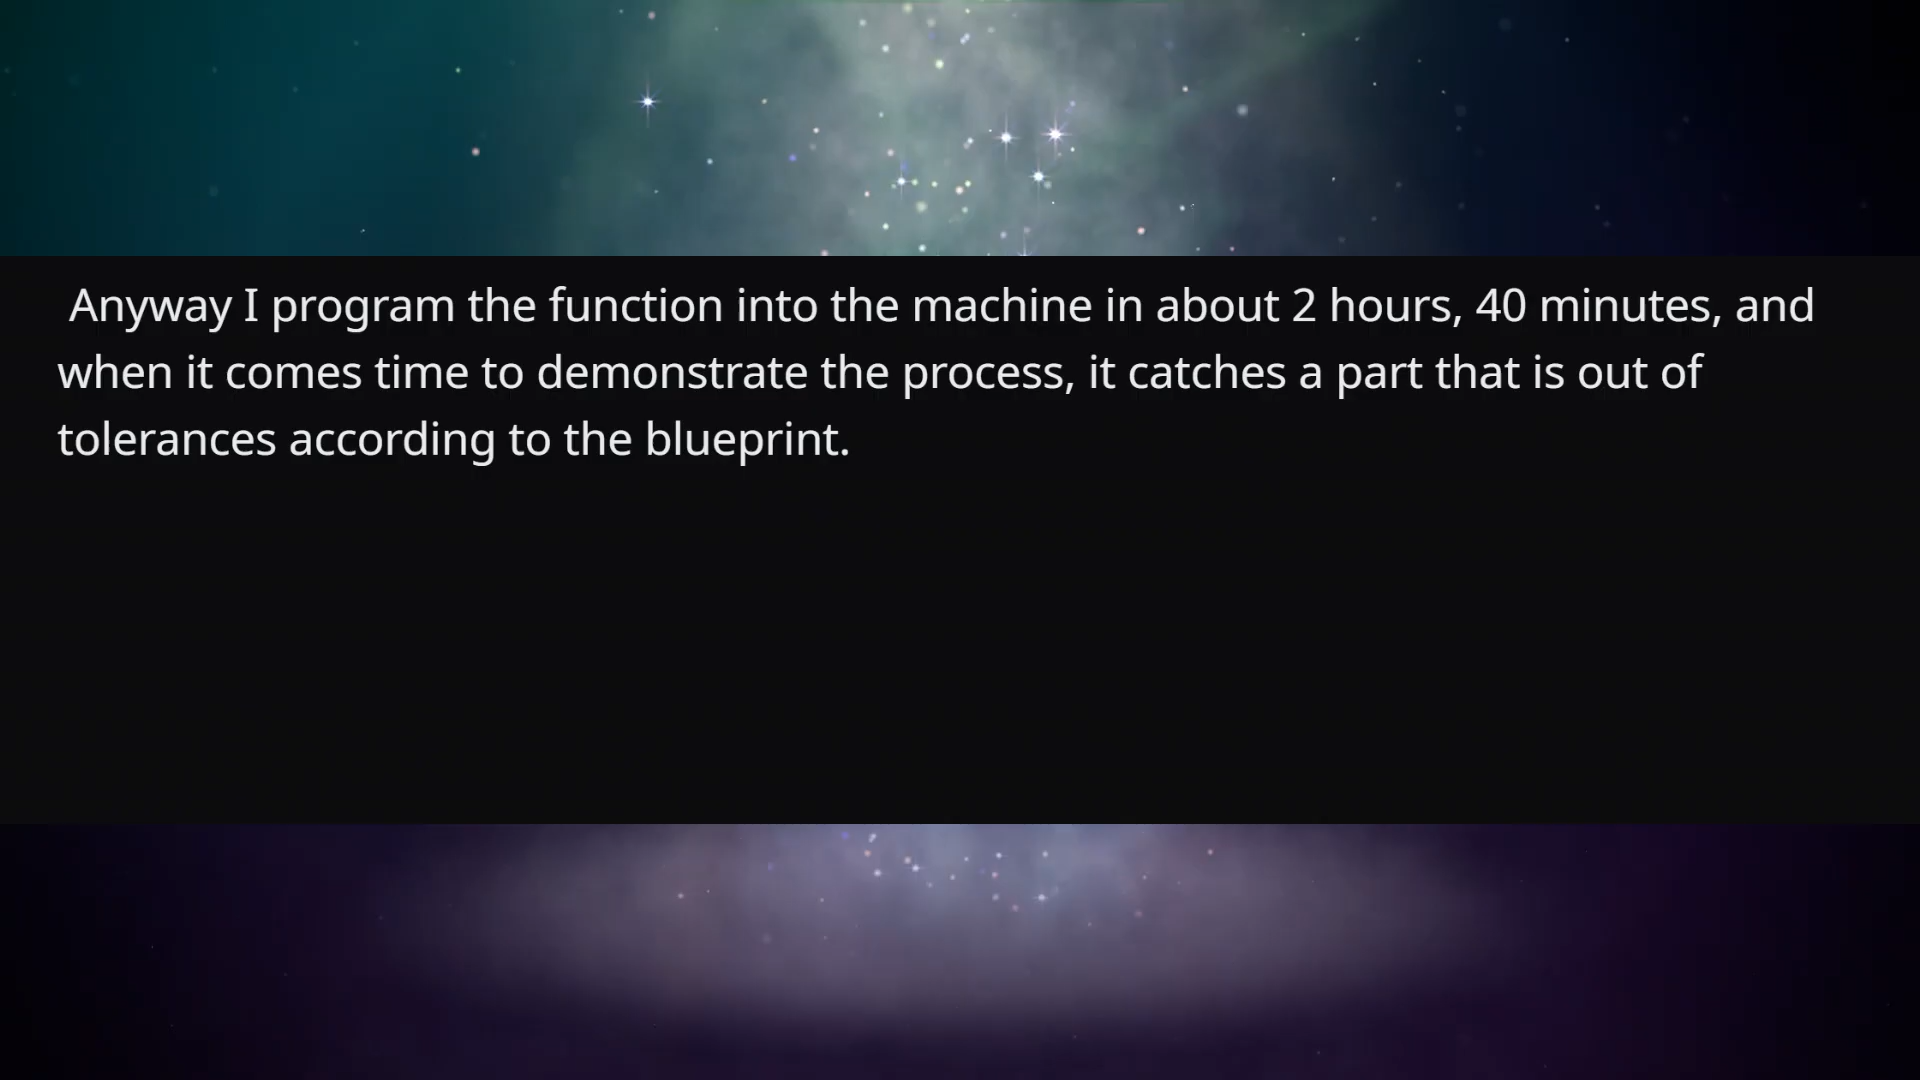 Anyway I program the function into the machine in about 2 hours, 40 minutes, and
when it comes time to demonstrate the process, it catches a part that is out of
tolerances according to the blueprint.